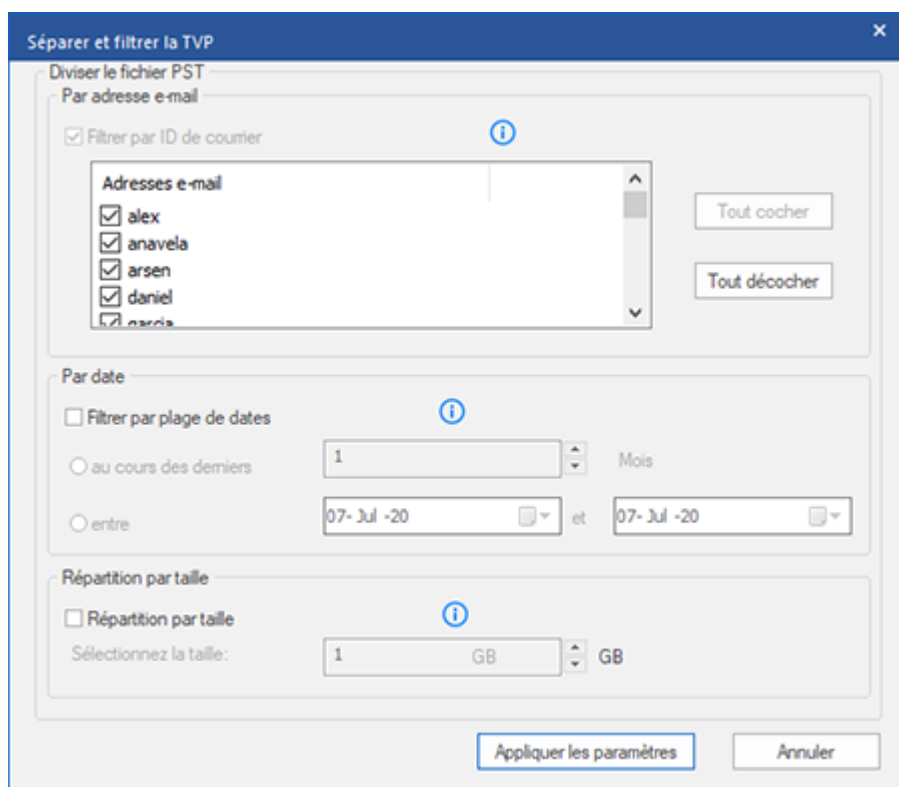 Séparer et filtrer la TVP
Diviser le fichier PST
Par adresse e-mail
Filtrer par ID de courrier
Adresses e-mail
alex
anavela
arsen
daniel
garcia
Tout cocher
Tout décocher
Par date
Filtrer par plage de dates
au cours des derniers 1 Mois
entre 07- Jul -20 et 07- Jul -20
Répartition par taille
Répartition par taille
Sélectionnez la taille: 1 GB GB
Appliquer les paramètres Annuler